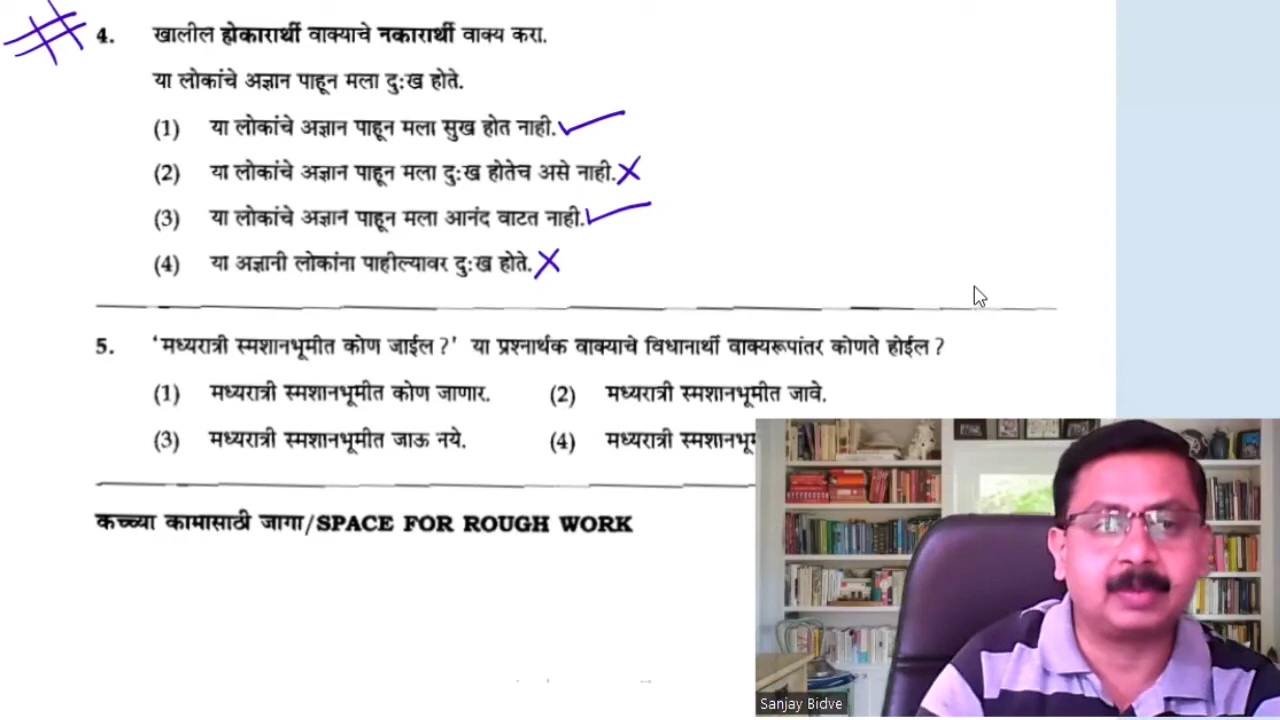 4. खालील होकारार्थी वाक्याचे नकारार्थी वाक्य करा.
या लोकांचे अज्ञान पाहून मला दुःख होते.
(1) या लोकांचे अज्ञान पाहून मला सुख होत नाही.
(2) या लोकांचे अज्ञान पाहून मला दुःख होतेच असे नाही.
(3) या लोकांचे अज्ञान पाहून मला आनंद वाटत नाही.
(4) या अज्ञानी लोकांना पाहील्यावर दुःख होते.
5. 'मध्यरात्री स्मशानभूमीत कोण जाईल ?' या प्रश्नार्थक वाक्याचे विधानार्थी वाक्यरूपांतर कोणते होईल ?
(1) मध्यरात्री स्मशानभूमीत कोण जाणार. (2) मध्यरात्री स्मशानभूमीत जावे.
(3) मध्यरात्री स्मशानभूमीत जाऊ नये. (4) मध्यरात्री
कच्च्या कामासाठी जागा/SPACE FOR ROUGH WORK
Sanjay Bidve